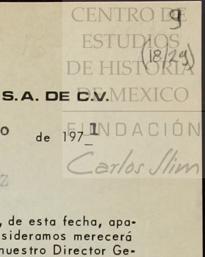 CENTRO DE
ESTUDIOS
DE HISTORIA
DE MEXICO
FUNDACIÓN
Carlos Slim
9
(18/29)
S.A. DE C.V.
o de 1971
, de esta fecha, apa-
sideramos merecerá
nuestro Director Ge-